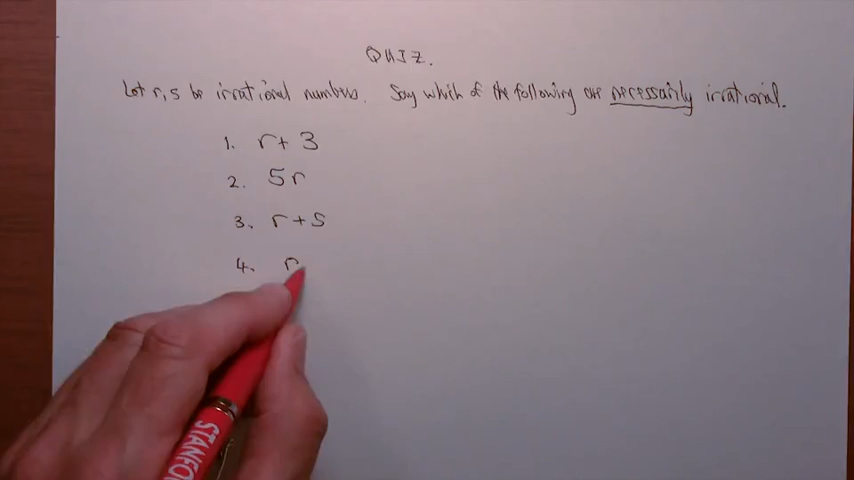 QUIZ.
Let r, s be irrational numbers. Say which of the following are necessarily irrational.
1. r + 3
2. 5r
3. r + s
4. r
STANFO